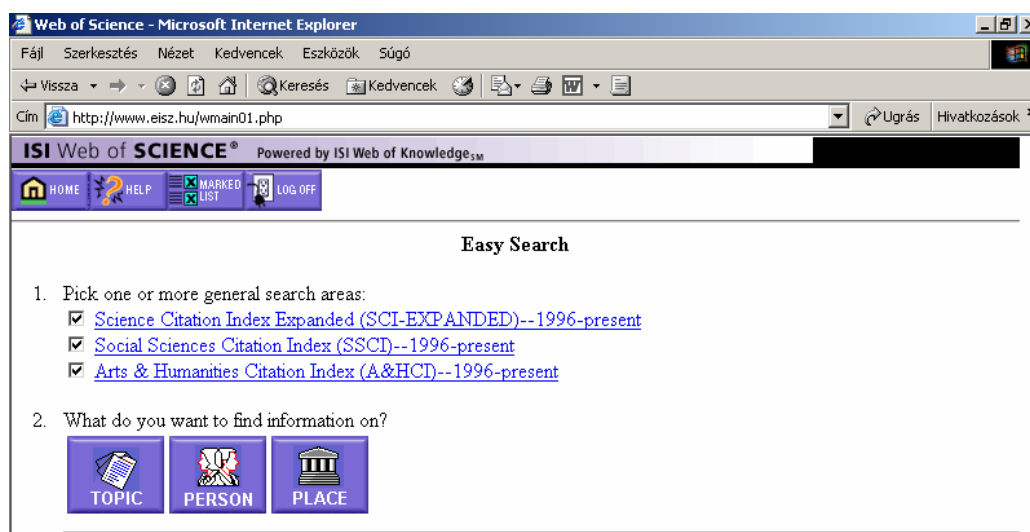 Web of Science - Microsoft Internet Explorer
Fájl Szerkesztés Nézet Kedvencek Eszközök Súgó
Vissza Keresés Kedvencek
Cím http://www.eisz.hu/wmain01.php Ugrás Hivatkozások
ISI Web of SCIENCE® Powered by ISI Web of Knowledge SM
HOME HELP MARKED LIST LOG OFF
Easy Search
1. Pick one or more general search areas:
Science Citation Index Expanded (SCI-EXPANDED)--1996-present
Social Sciences Citation Index (SSCI)--1996-present
Arts & Humanities Citation Index (A&HCI)--1996-present
2. What do you want to find information on?
TOPIC PERSON PLACE